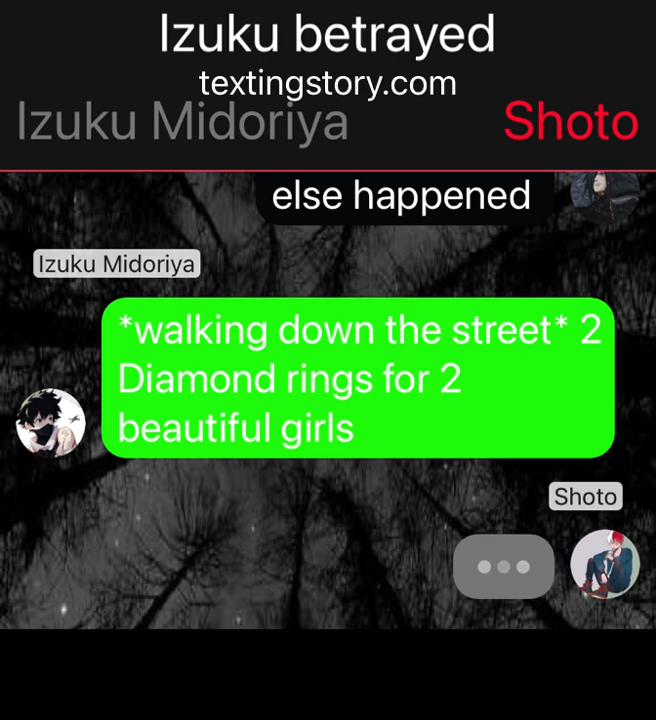 Izuku betrayed
textingstory.com
Izuku Midoriya
Shoto
else happened
Izuku Midoriya
*walking down the street* 2
Diamond rings for 2
beautiful girls
Shoto